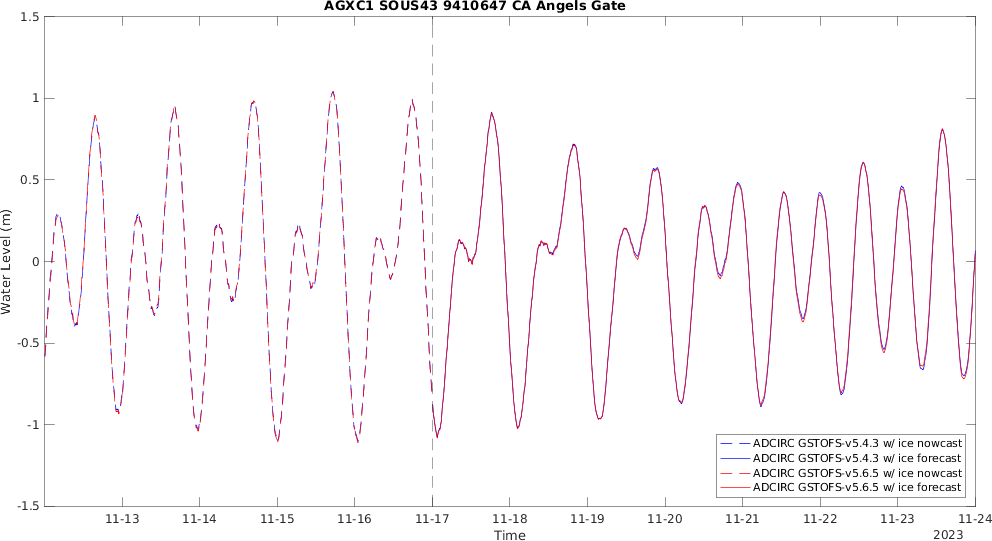 AGXC1 SOUS43 9410647 CA Angels Gate
1.5
1
0.5
0
-0.5
-1
-1.5
Water Level (m)
11-13 11-14 11-15 11-16 11-17 11-18 11-19 11-20 11-21 11-22 11-23 11-24
Time
2023
ADCIRC GSTOFS-v5.4.3 w/ ice nowcast
ADCIRC GSTOFS-v5.4.3 w/ ice forecast
ADCIRC GSTOFS-v5.6.5 w/ ice nowcast
ADCIRC GSTOFS-v5.6.5 w/ ice forecast